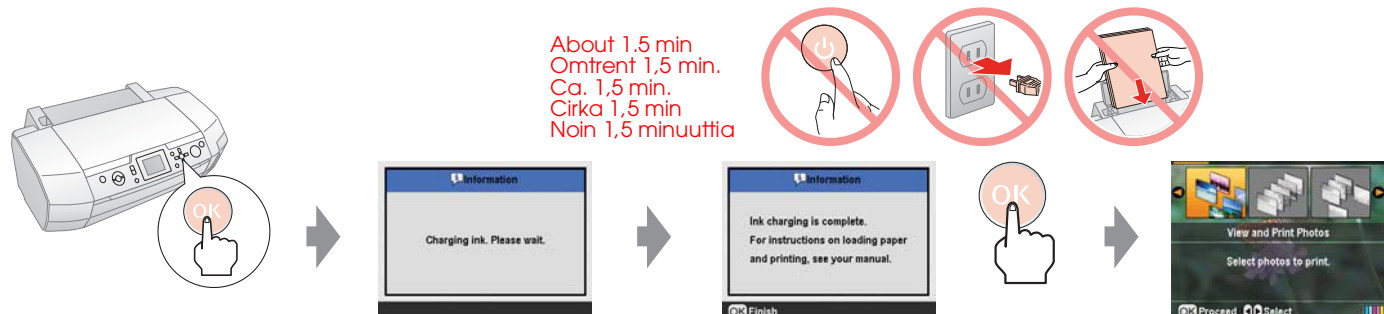 About 1.5 min
Omtrent 1,5 min.
Ca. 1,5 min.
Cirka 1,5 min
Noin 1,5 minuuttia
OK
Information
Charging ink. Please wait.
Information
Ink charging is complete.
For instructions on loading paper
and printing, see your manual.
OK Finish
OK
View and Print Photos
Select photos to print.
OK Proceed Select